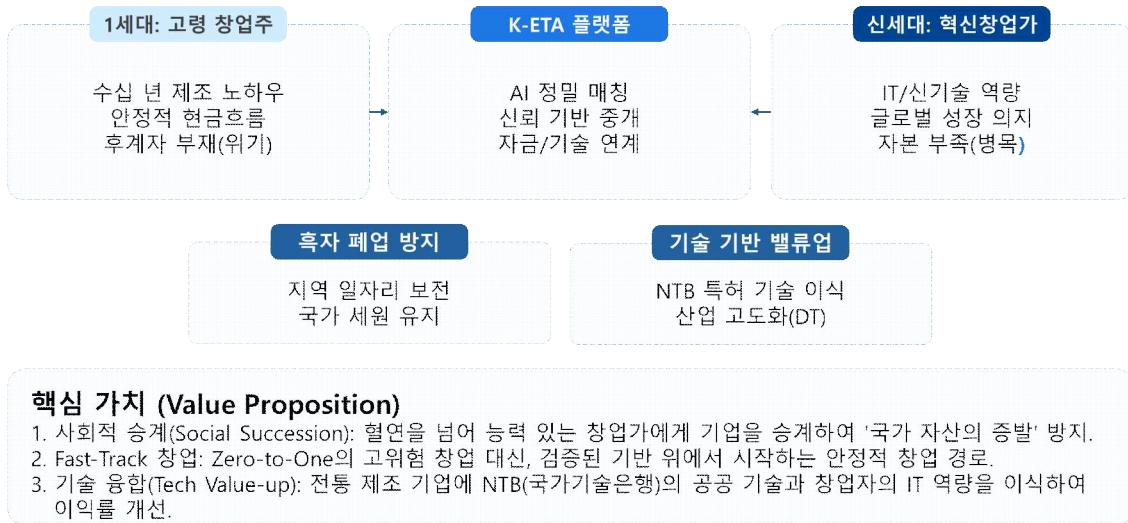 1세대: 고령 창업주
수십 년 제조 노하우
안정적 현금흐름
후계자 부재(위기)
K-ETA 플랫폼
AI 정밀 매칭
신뢰 기반 중개
자금/기술 연계
신세대: 혁신창업가
IT/신기술 역량
글로벌 성장 의지
자본 부족(병목)
흑자 폐업 방지
지역 일자리 보전
국가 세원 유지
기술 기반 밸류업
NTB 특허 기술 이식
산업 고도화(DT)
핵심 가치 (Value Proposition)
1. 사회적 승계(Social Succession): 혈연을 넘어 능력 있는 창업가에게 기업을 승계하여 '국가 자산의 증발' 방지.
2. Fast-Track 창업: Zero-to-One의 고위험 창업 대신, 검증된 기반 위에서 시작하는 안정적 창업 경로.
3. 기술 융합(Tech Value-up): 전통 제조 기업에 NTB(국가기술은행)의 공공 기술과 창업자의 IT 역량을 이식하여
이익률 개선.